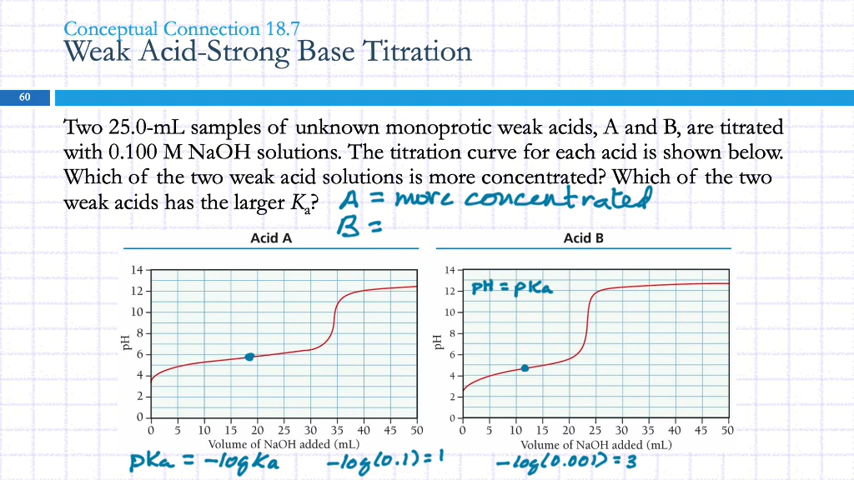 Conceptual Connection 18.7
Weak Acid-Strong Base Titration
60
Two 25.0-mL samples of unknown monoprotic weak acids, A and B, are titrated
with 0.100 M NaOH solutions. The titration curve for each acid is shown below.
Which of the two weak acid solutions is more concentrated? Which of the two
weak acids has the larger Ka?
A = more concentrated
B =
Acid A
14
12
10
8
6
4
2
0
pH
0 5 10 15 20 25 30 35 40 45 50
Volume of NaOH added (mL)
Acid B
pH = pKa
14
12
10
8
6
4
2
0
pH
0 5 10 15 20 25 30 35 40 45 50
Volume of NaOH added (mL)
pKa = -log Ka
-log(0.1) = 1
-log(0.001) = 3